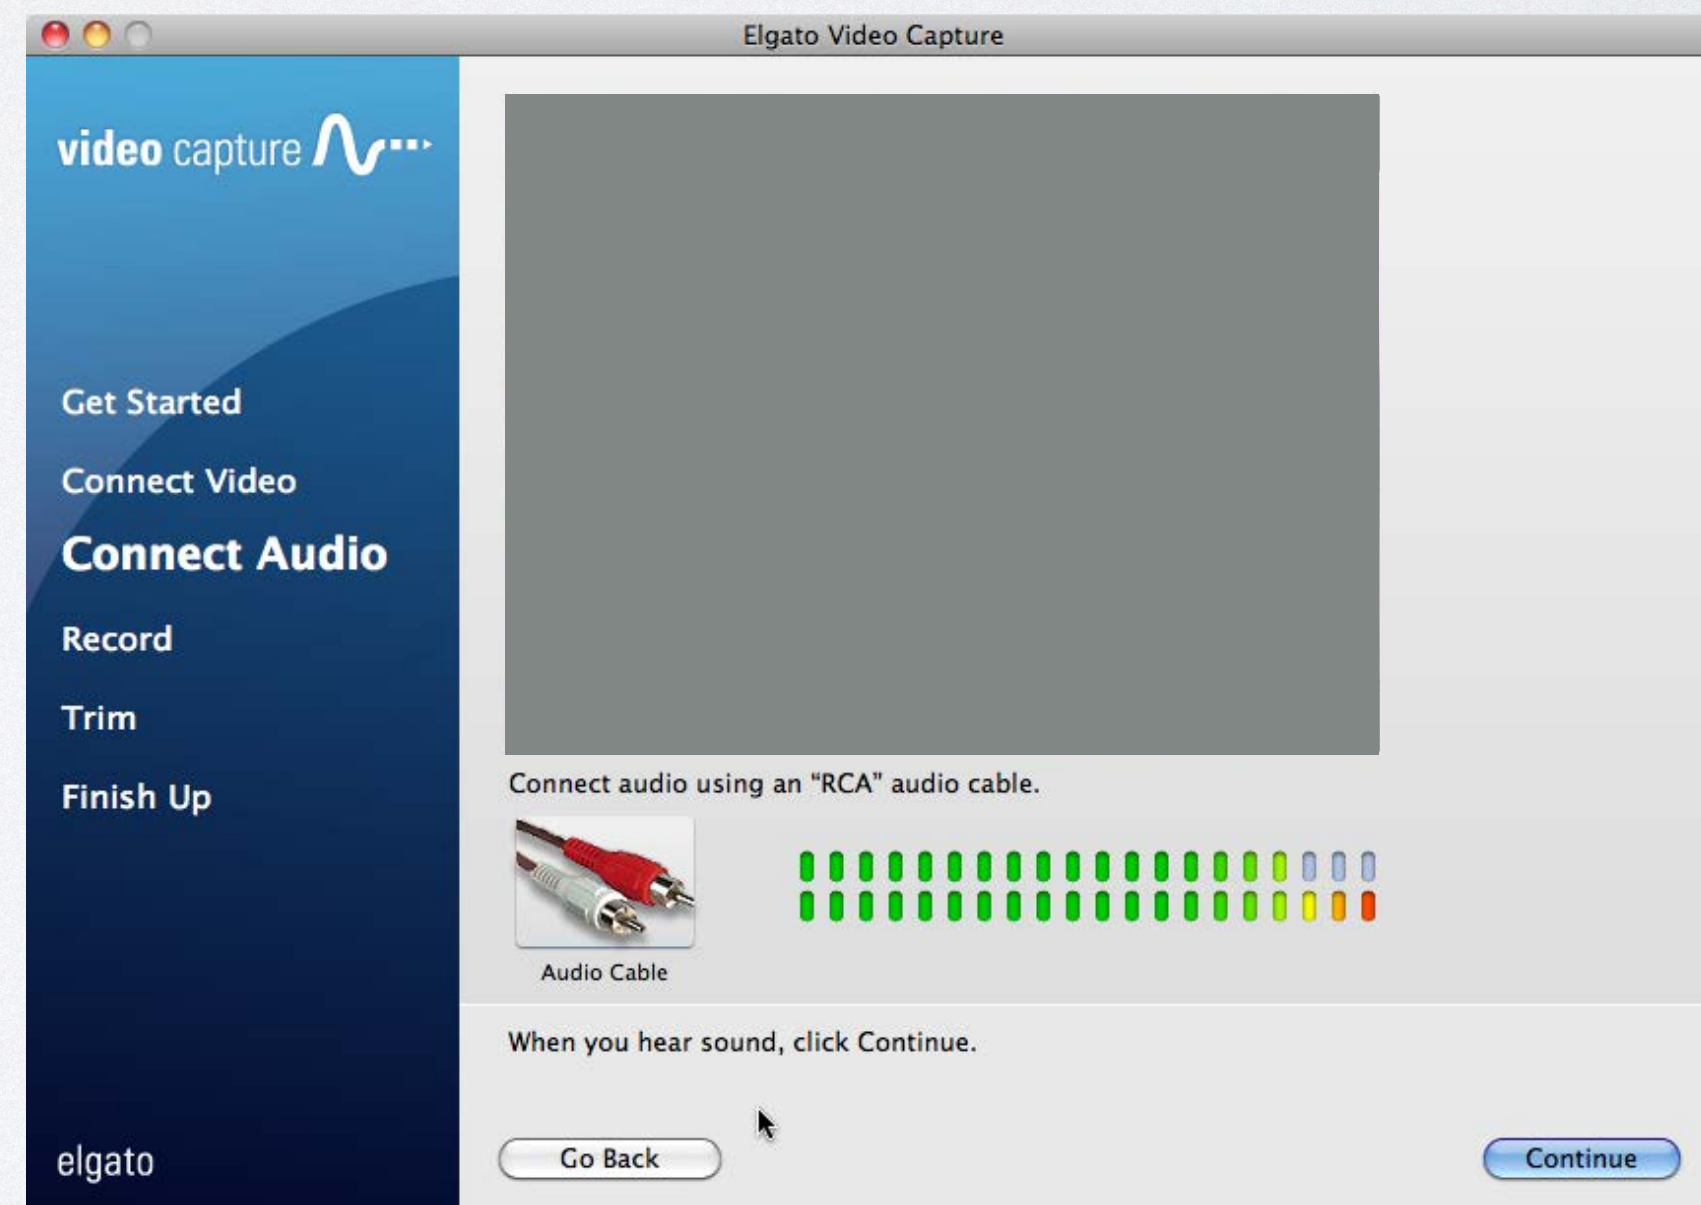 Elgato Video Capture
video capture
Get Started
Connect Video
Connect Audio
Record
Trim
Finish Up
elgato
Connect audio using an “RCA” audio cable.
Audio Cable
When you hear sound, click Continue.
Go Back
Continue